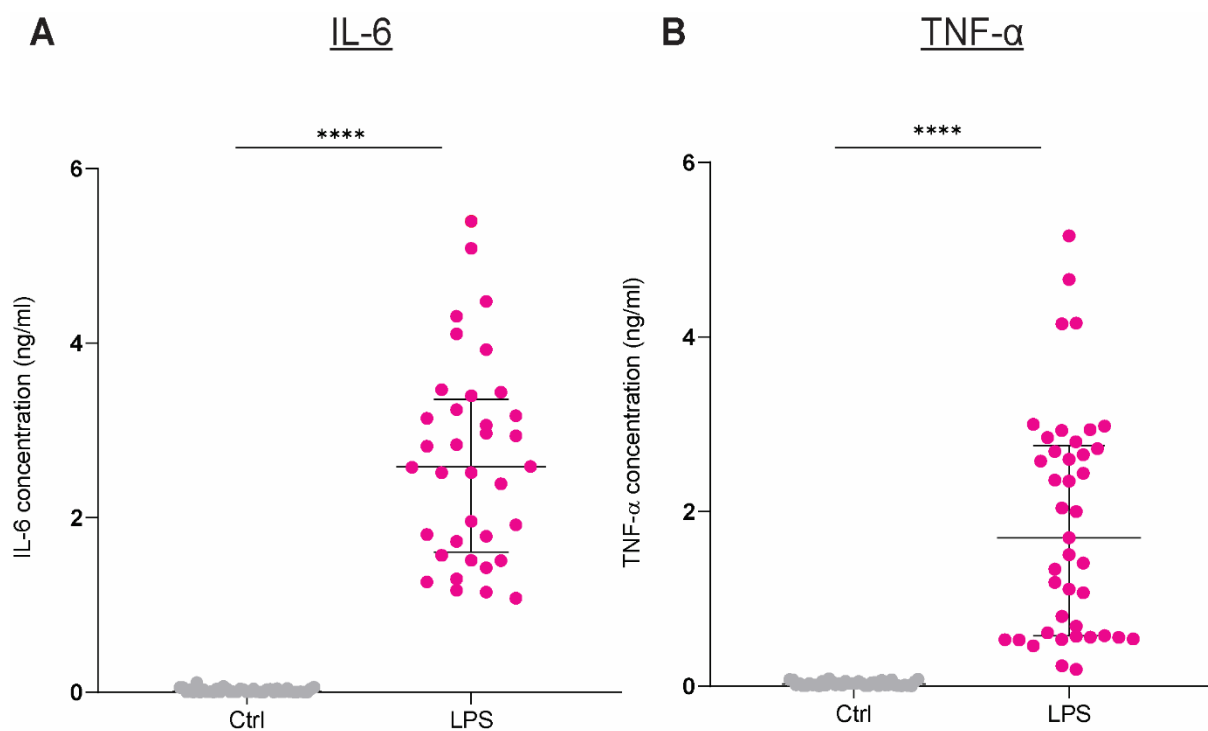 A
IL-6
****
IL-6 concentration (ng/ml)
6
4
2
0
Ctrl
LPS
B
TNF-α
****
TNF-α concentration (ng/ml)
6
4
2
0
Ctrl
LPS